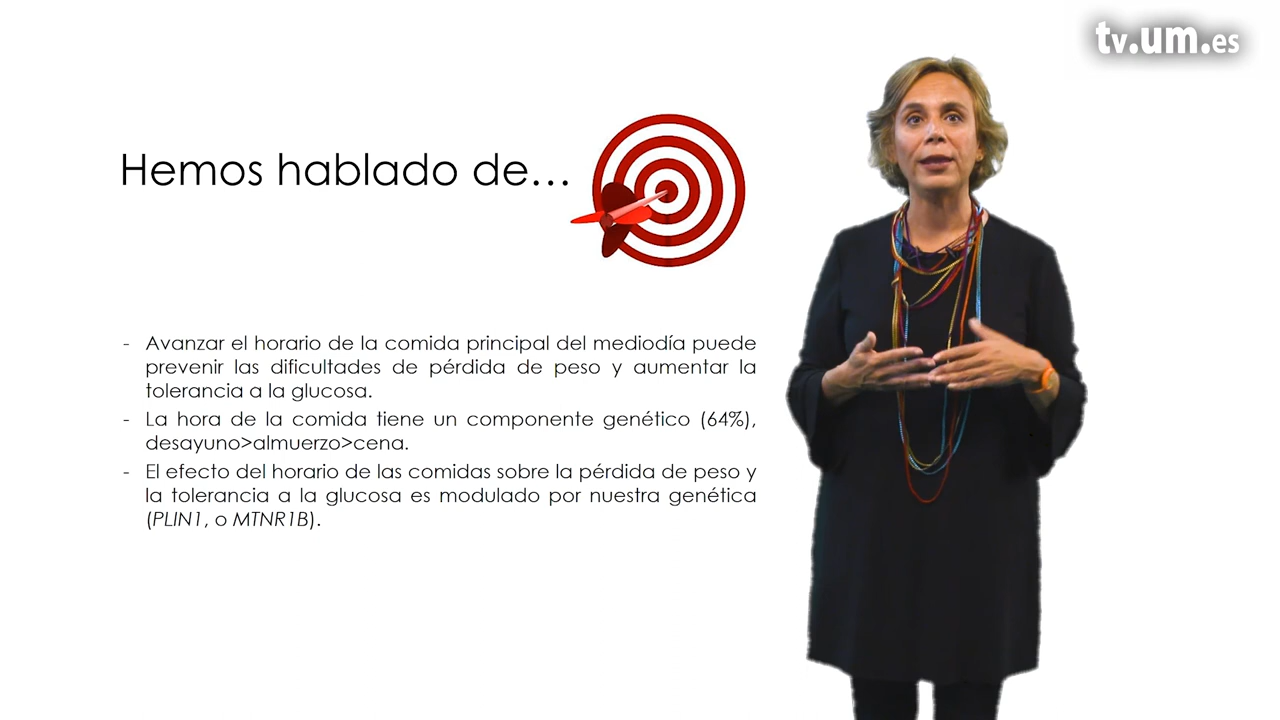 tv.um.es
Hemos hablado de...
- Avanzar el horario de la comida principal del mediodía puede
prevenir las dificultades de pérdida de peso y aumentar la
tolerancia a la glucosa.
- La hora de la comida tiene un componente genético (64%),
desayuno>almuerzo>cena.
- El efecto del horario de las comidas sobre la pérdida de peso y
la tolerancia a la glucosa es modulado por nuestra genética
(PLIN1, o MTNR1B).